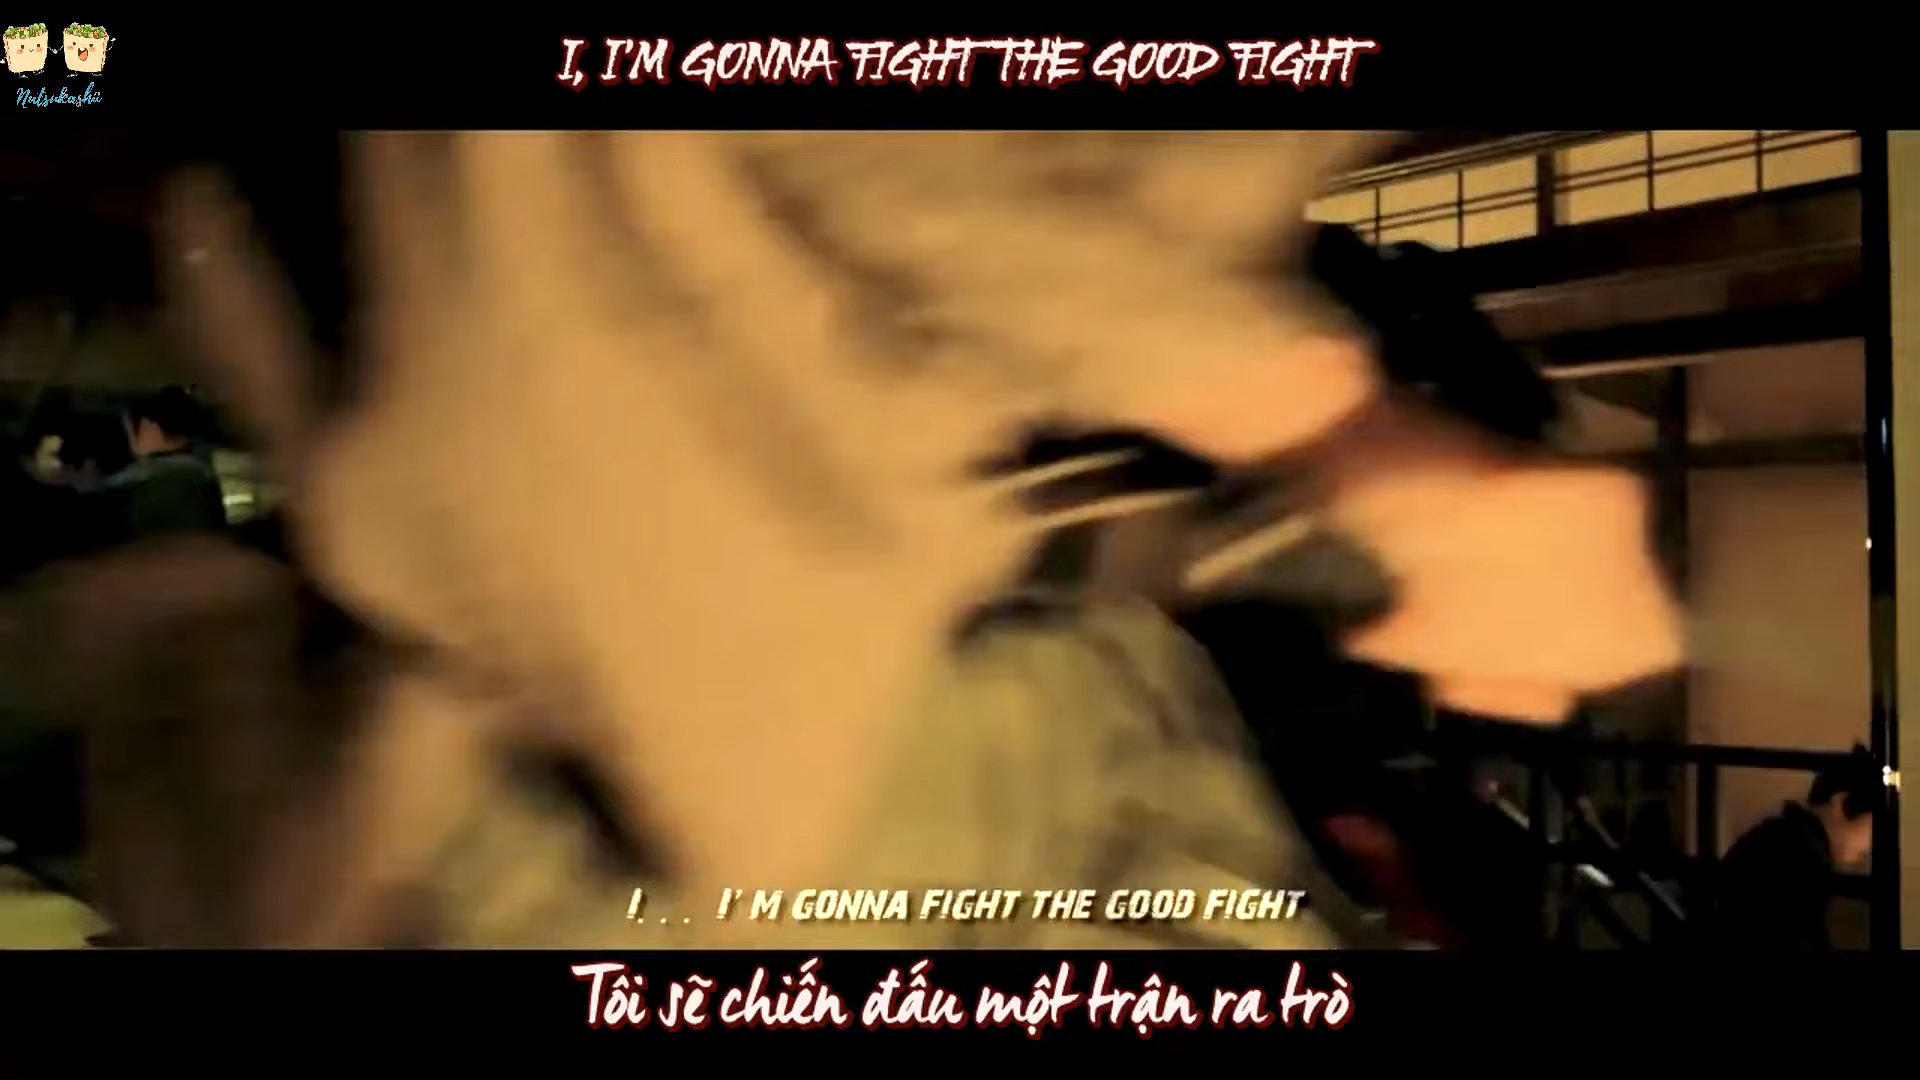 I, I'M GONNA FIGHT THE GOOD FIGHT
Natsukashii
I... I'M GONNA FIGHT THE GOOD FIGHT
Tôi sẽ chiến đấu một trận ra trò